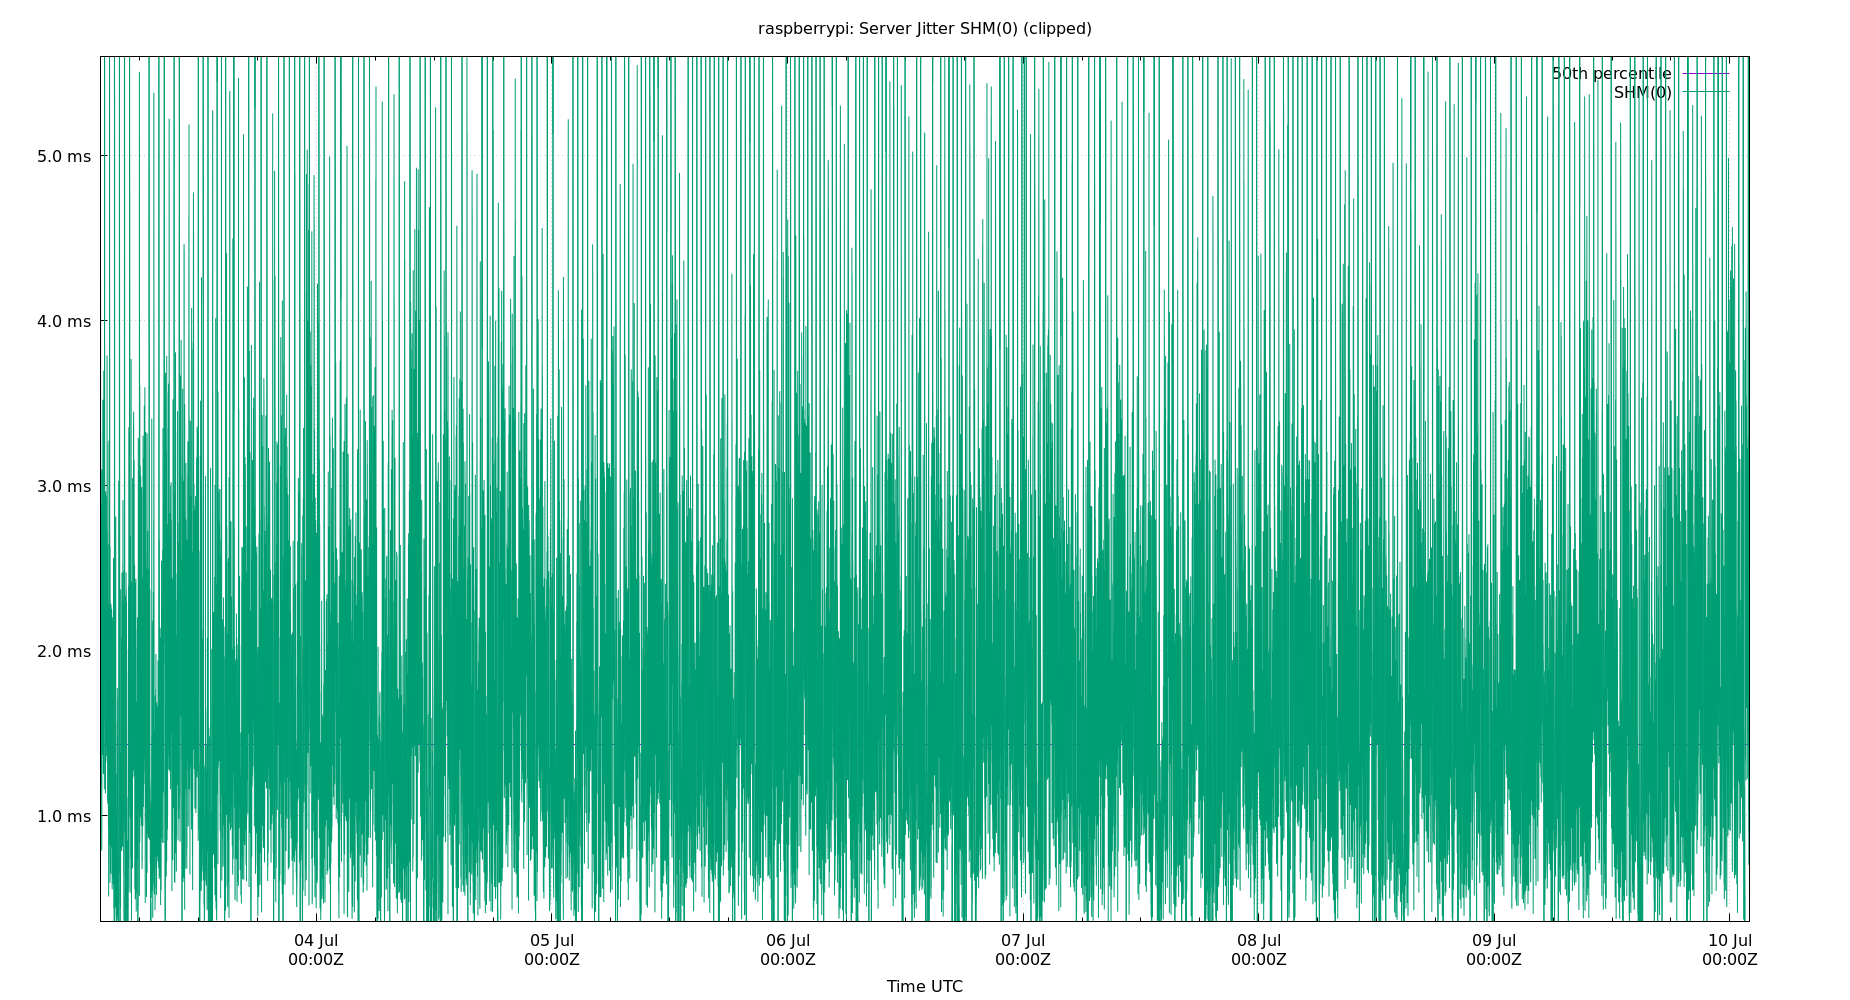 raspberrypi: Server Jitter SHM(0) (clipped)
50th percentile
SHM(0)
5.0 ms
4.0 ms
3.0 ms
2.0 ms
1.0 ms
04 Jul 05 Jul 06 Jul 07 Jul 08 Jul 09 Jul 10 Jul
00:00Z 00:00Z 00:00Z 00:00Z 00:00Z 00:00Z 00:00Z
Time UTC